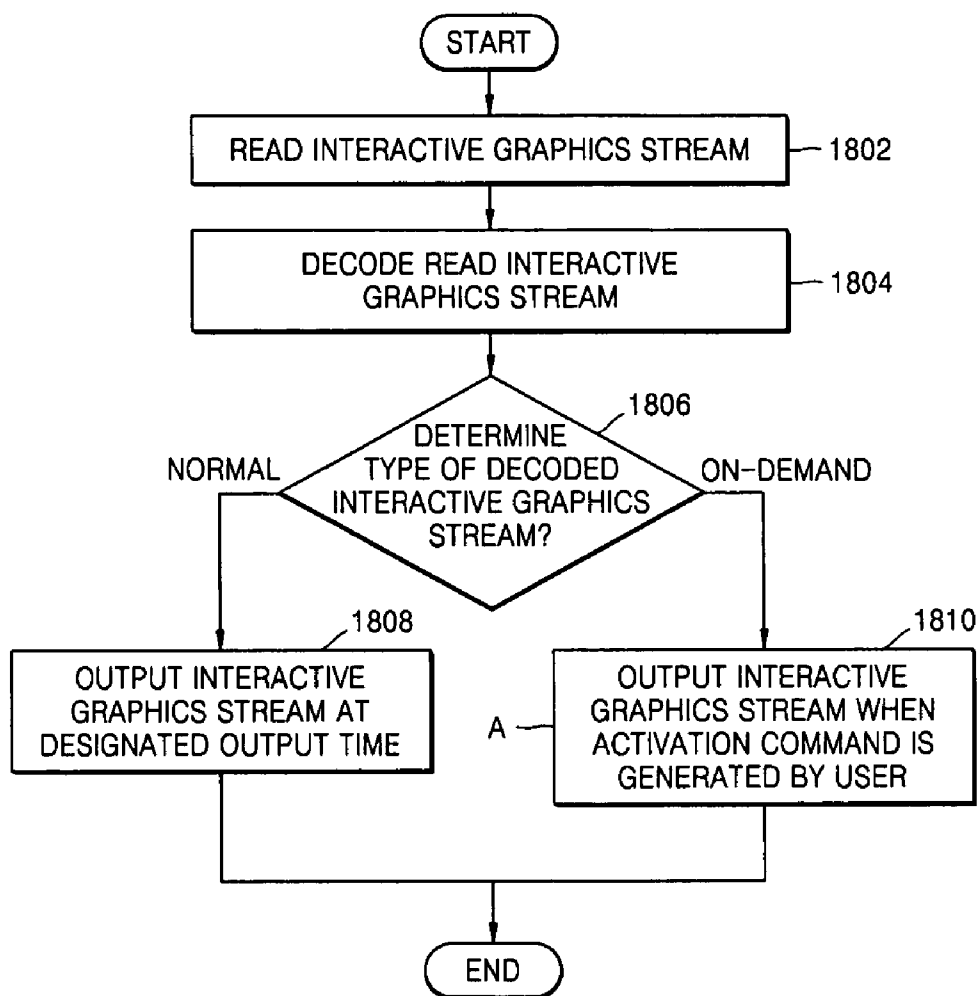 START
READ INTERACTIVE GRAPHICS STREAM
1802
DECODE READ INTERACTIVE
GRAPHICS STREAM
1804
1806
DETERMINE
TYPE OF DECODED
INTERACTIVE GRAPHICS
STREAM?
NORMAL
ON-DEMAND
1808
OUTPUT INTERACTIVE
GRAPHICS STREAM AT
DESIGNATED OUTPUT TIME
1810
A
OUTPUT INTERACTIVE
GRAPHICS STREAM WHEN
ACTIVATION COMMAND IS
GENERATED BY USER
END